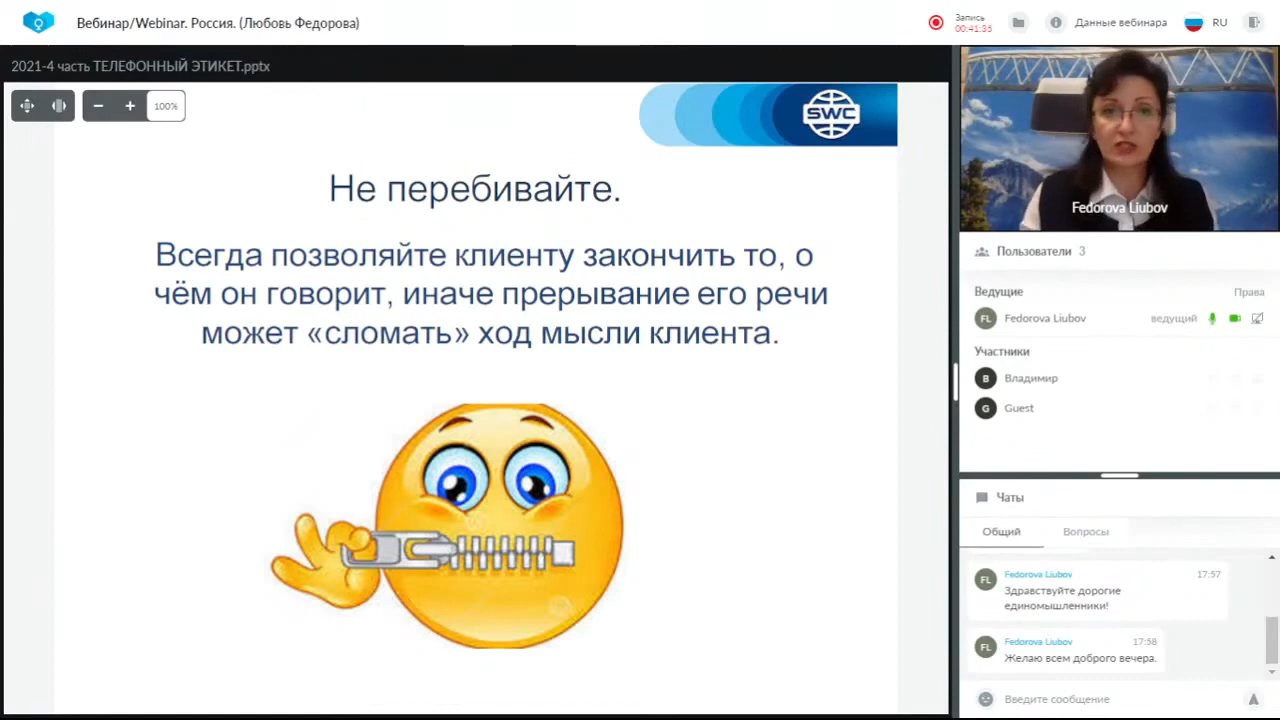 Вебинар/Webinar. Россия. (Любовь Федорова)
Запись
00:41:36
Данные вебинара
RU
2021-4 часть ТЕЛЕФОННЫЙ ЭТИКЕТ.pptx
100%
SWC
Не перебивайте.
Всегда позволяйте клиенту закончить то, о
чём он говорит, иначе прерывание его речи
может «сломать» ход мысли клиента.
Fedorova Liubov
Пользователи 3
Ведущие Права
FL Fedorova Liubov ведущий
Участники
В Владимир
G Guest
Чаты
Общий Вопросы
FL Fedorova Liubov 17:57
Здравствуйте дорогие
единомышленники!
FL Fedorova Liubov 17:58
Желаю всем доброго вечера.
Введите сообщение